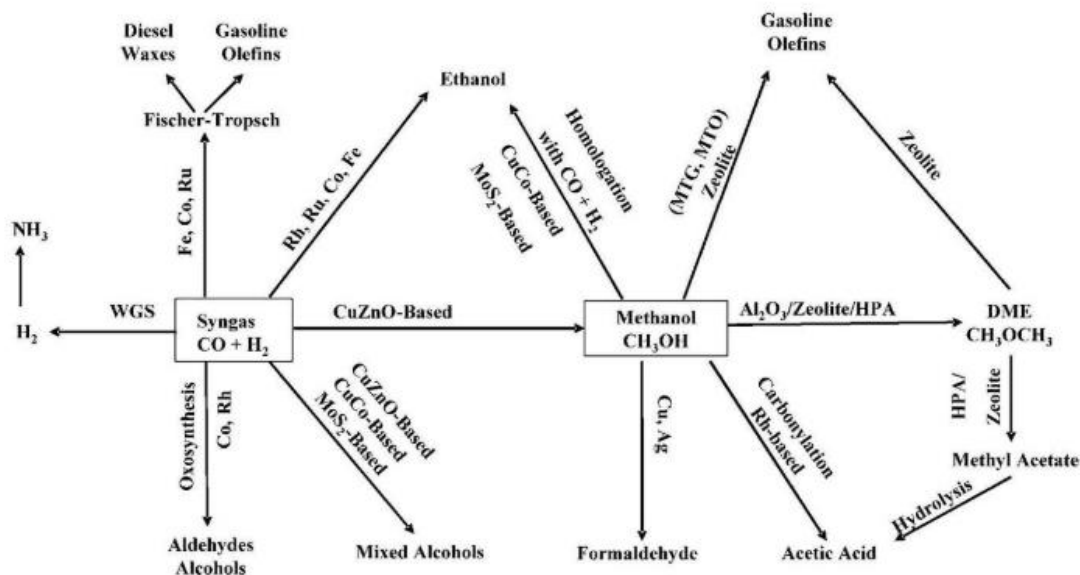 Diesel
Waxes
Gasoline
Olefins
Gasoline
Olefins
Ethanol
Fischer-Tropsch
Fe, Co, Ru
Rh, Ru, Co, Fe
Homologation
with CO + H₂
CuCo-Based
MoS₂-Based
(MTG, MTO)
Zeolite
Zeolite
NH₃
H₂
WGS
Syngas
CO + H₂
CuZnO-Based
Methanol
CH₃OH
Al₂O₃/Zeolite/HPA
DME
CH₃OCH₃
Oxosynthesis
Co, Rh
CuZnO-Based
CuCo-Based
MoS₂-Based
Cu, Ag
Carbonylation
Rh-based
HPA/
Zeolite
Methyl Acetate
Hydrolysis
Aldehydes
Alcohols
Mixed Alcohols
Formaldehyde
Acetic Acid